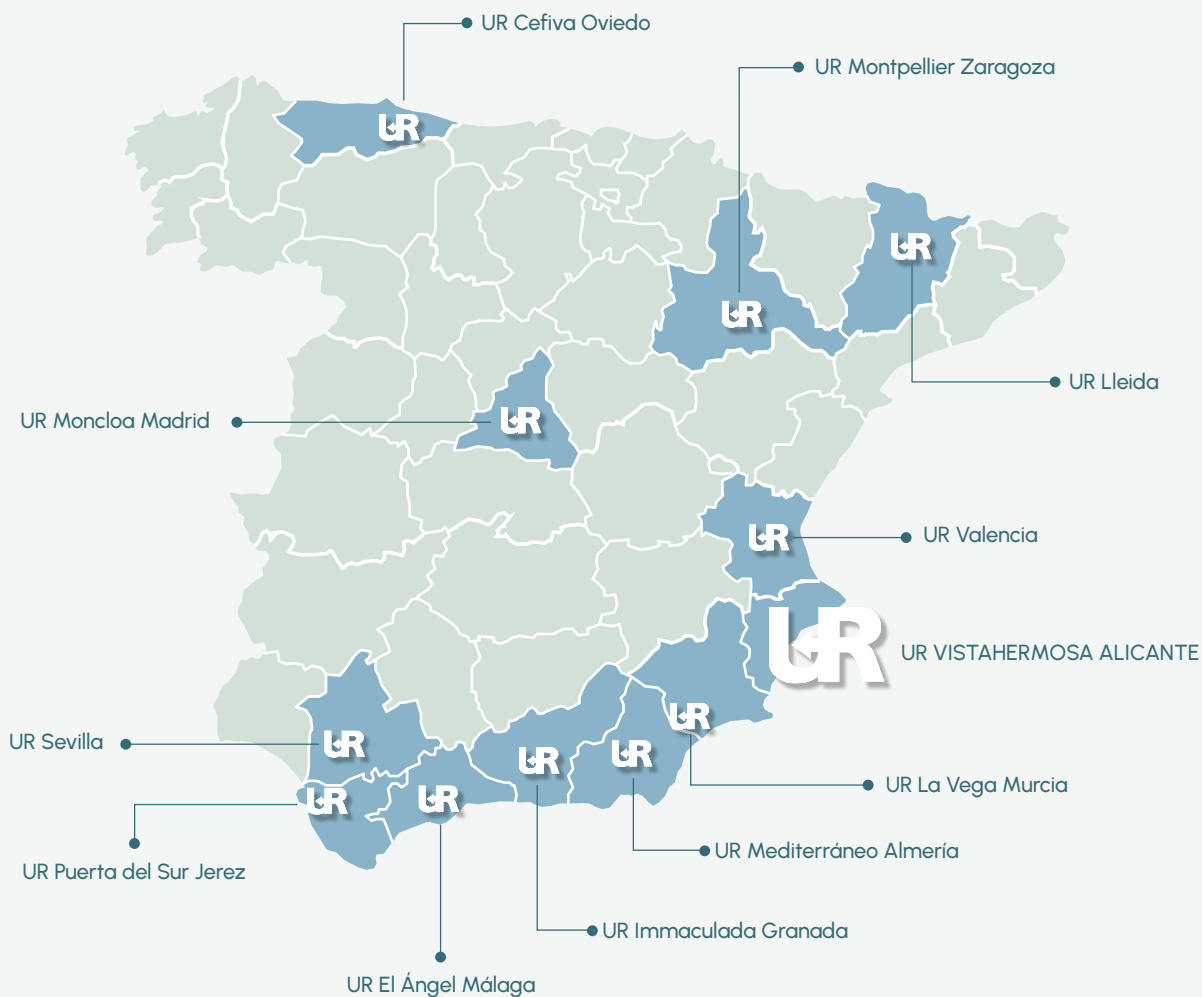 UR Cefiva Oviedo
UR Montpellier Zaragoza
UR
UR
UR
UR Lleida
UR Moncloa Madrid
UR
UR Valencia
UR
UR
UR VISTAHERMOSA ALICANTE
UR Sevilla
UR
UR
UR
UR
UR La Vega Murcia
UR
UR
UR Mediterráneo Almería
UR Puerta del Sur Jerez
UR Immaculada Granada
UR El Ángel Málaga